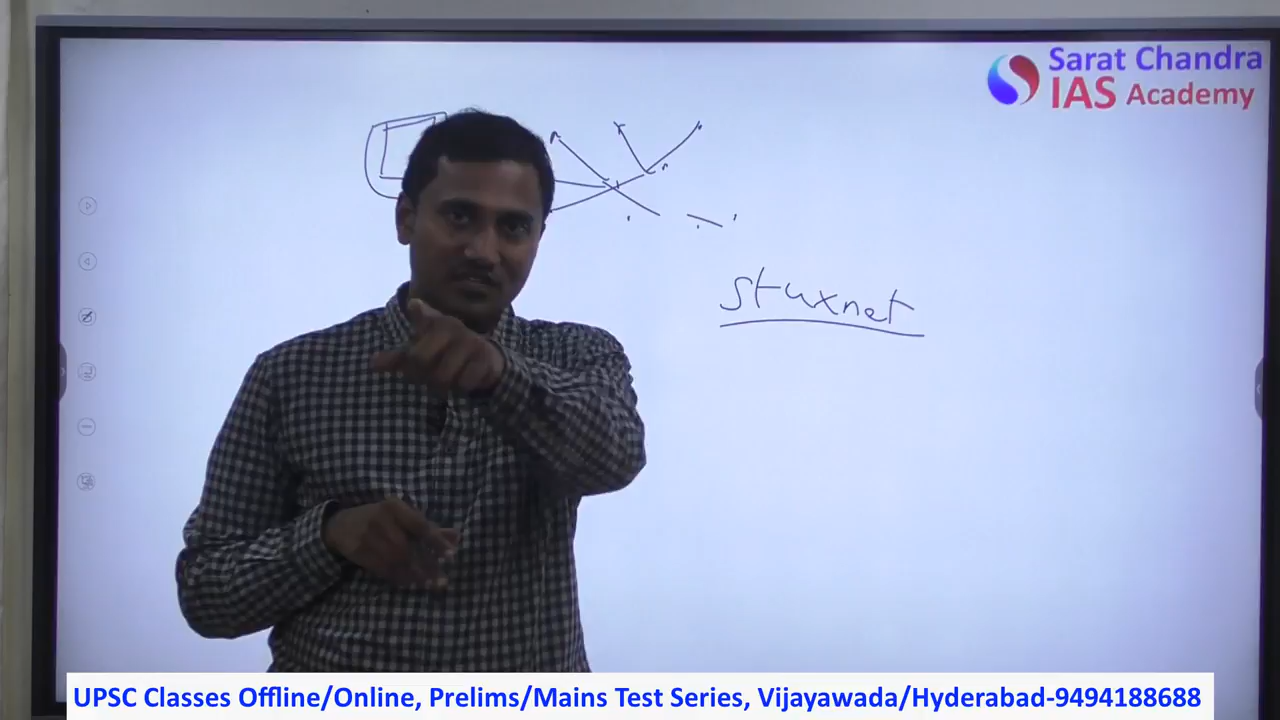 Sarat Chandra
IAS Academy
stuxnet
UPSC Classes Offline/Online, Prelims/Mains Test Series, Vijayawada/Hyderabad-9494188688